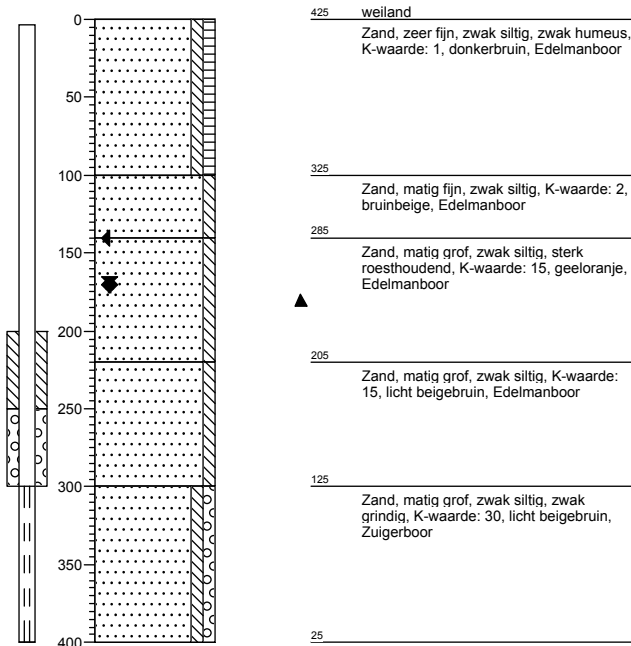 0
50
100
150
200
250
300
350
400
425 weiland
Zand, zeer fijn, zwak siltig, zwak humeus,
K-waarde: 1, donkerbruin, Edelmanboor
325
Zand, matig fijn, zwak siltig, K-waarde: 2,
bruinbeige, Edelmanboor
285
Zand, matig grof, zwak siltig, sterk
roesthoudend, K-waarde: 15, geeloranje,
Edelmanboor
205
Zand, matig grof, zwak siltig, K-waarde:
15, licht beigebruin, Edelmanboor
125
Zand, matig grof, zwak siltig, zwak
grindig, K-waarde: 30, licht beigebruin,
Zuigerboor
25